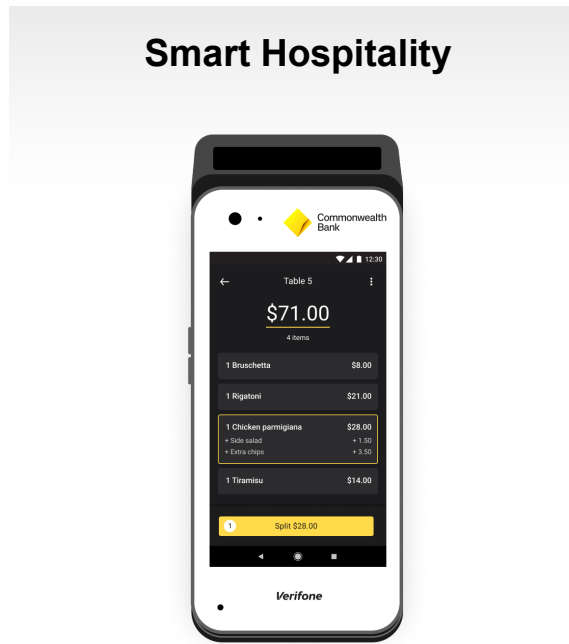 Smart Hospitality
Commonwealth
Bank
12:30
Table 5
$71.00
4 items
1 Bruschetta $8.00
1 Rigatoni $21.00
1 Chicken parmigiana $28.00
+ Side salad + 1.50
+ Extra chips + 3.50
1 Tiramisu $14.00
1 Split $28.00
Verifone